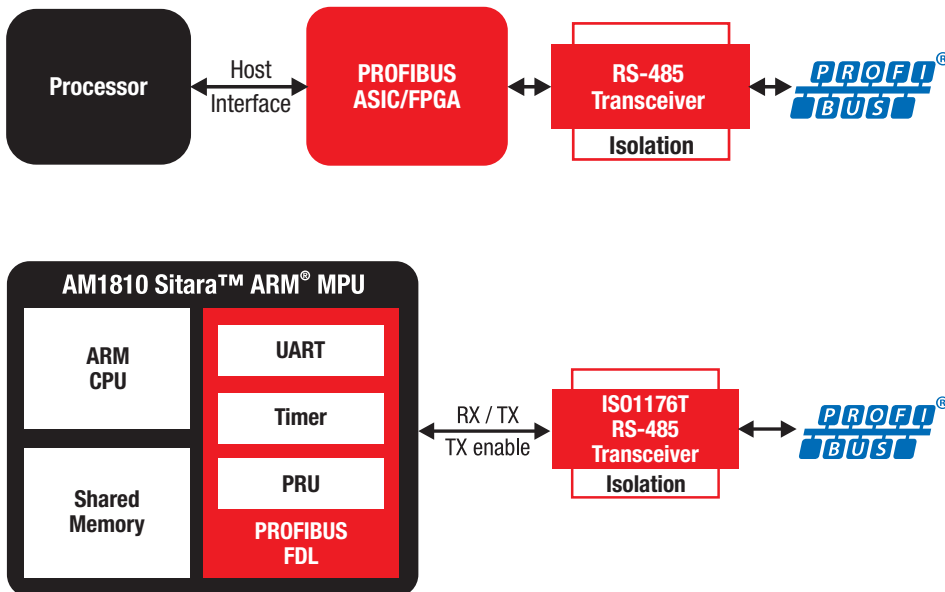 Processor
Host
Interface
PROFIBUS
ASIC/FPGA
RS-485
Transceiver
Isolation
PROFI
BUS
®
AM1810 Sitara™ ARM® MPU
ARM
CPU
Shared
Memory
UART
Timer
PRU
PROFIBUS
FDL
RX / TX
TX enable
ISO1176T
RS-485
Transceiver
Isolation
PROFI
BUS
®